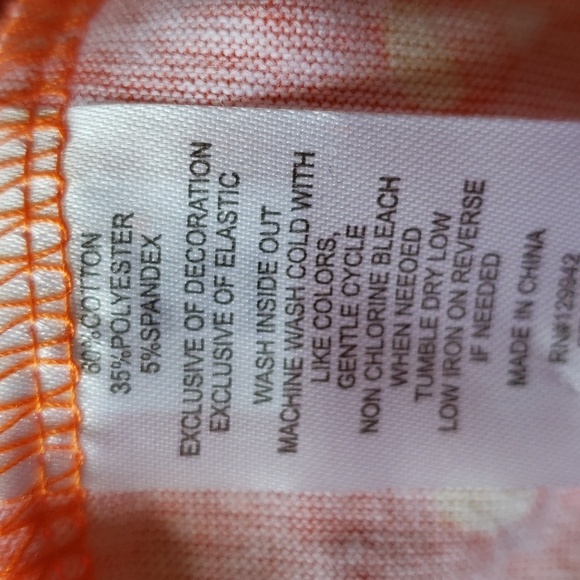 60%COTTON
35%POLYESTER
5%SPANDEX
EXCLUSIVE OF DECORATION
EXCLUSIVE OF ELASTIC
WASH INSIDE OUT
MACHINE WASH COLD WITH
LIKE COLORS,
GENTLE CYCLE
NON CHLORINE BLEACH
WHEN NEEOED
TUMBLE DRY LOW
LOW IRON ON REVERSE
IF NEEDED
MADE IN CHINA
RN#129942